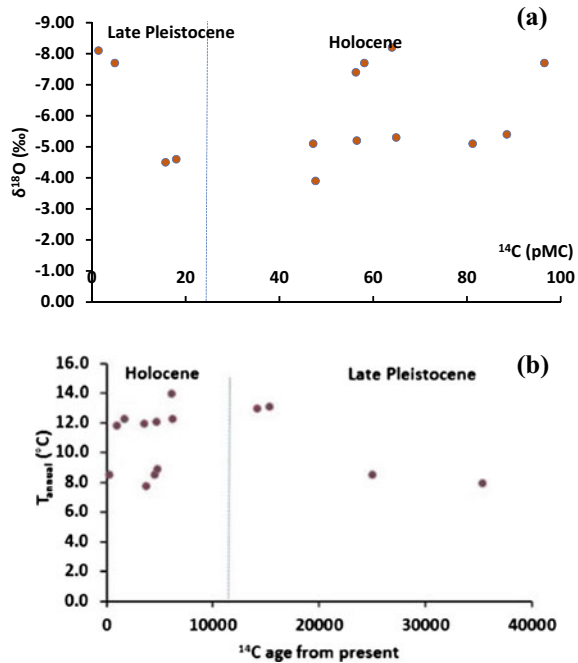 (a)
-9.00
-8.00
-7.00
-6.00
-5.00
-4.00
-3.00
-2.00
-1.00
0.00
δ¹⁸O (‰)
Late Pleistocene
Holocene
¹⁴C (pMC)
0 20 40 60 80 100
(b)
16.0
14.0
12.0
10.0
8.0
6.0
4.0
2.0
0.0
T annual (°C)
Holocene
Late Pleistocene
0 10000 20000 30000 40000
¹⁴C age from present